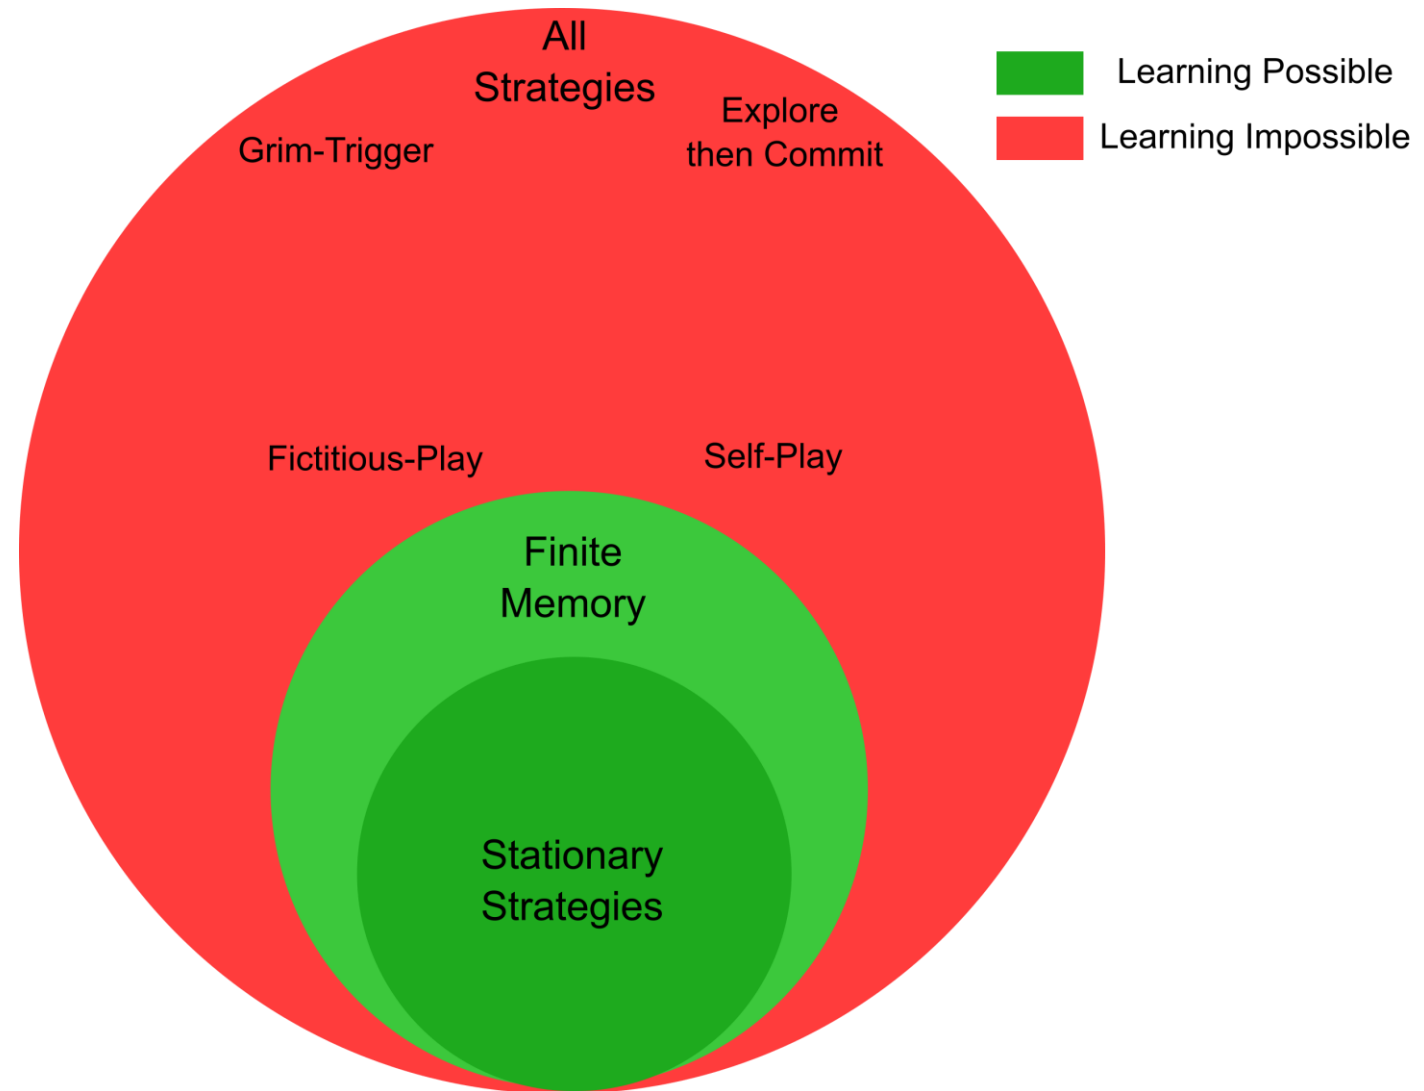 All
Strategies
Grim-Trigger
Explore
then Commit
Learning Possible
Learning Impossible
Fictitious-Play
Self-Play
Finite
Memory
Stationary
Strategies